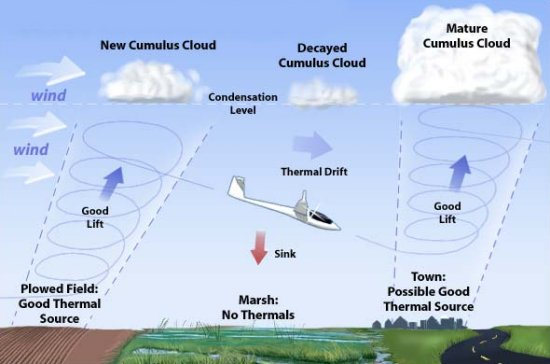 New Cumulus Cloud
Decayed
Cumulus Cloud
Mature
Cumulus Cloud
wind
Condensation
Level
wind
Thermal Drift
Good
Lift
Good
Lift
Sink
Plowed Field:
Good Thermal
Source
Marsh:
No Thermals
Town:
Possible Good
Thermal Source